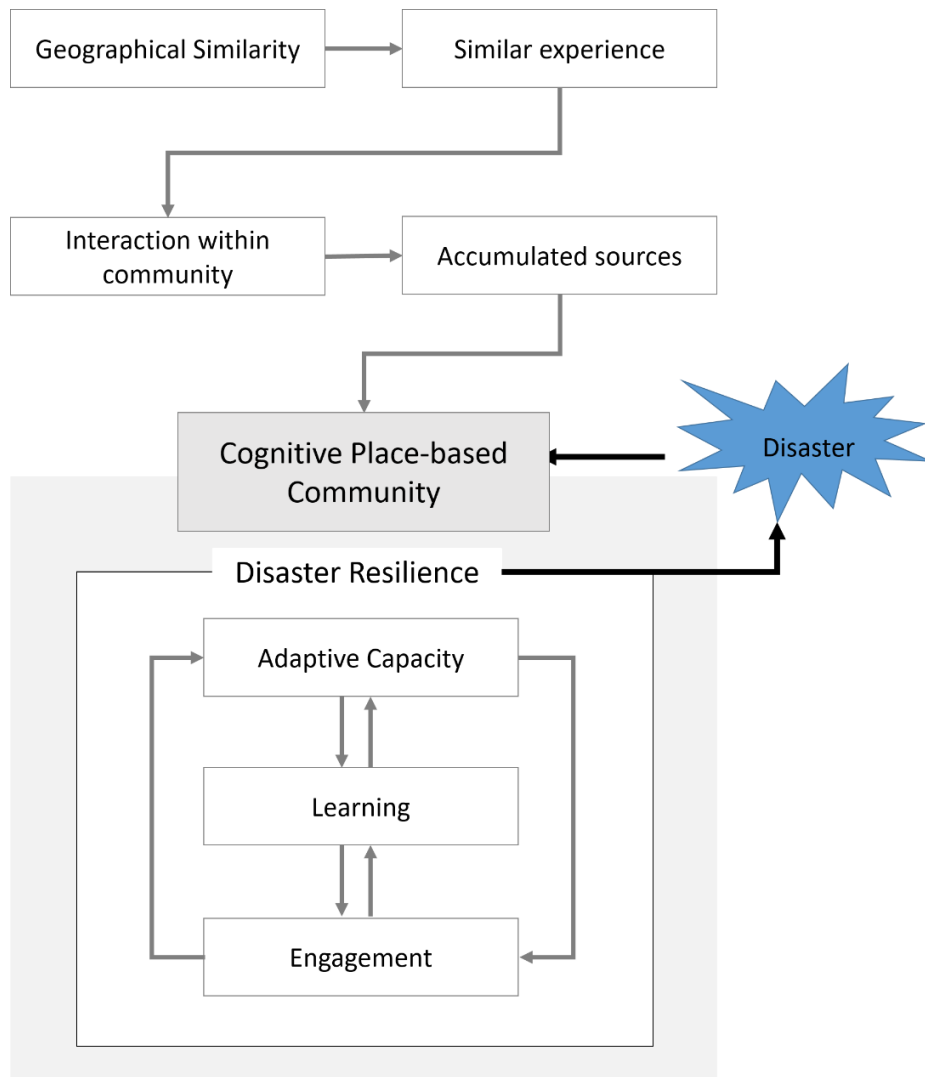 Geographical Similarity
Similar experience
Interaction within
community
Accumulated sources
Cognitive Place-based
Community
Disaster
Disaster Resilience
Adaptive Capacity
Learning
Engagement